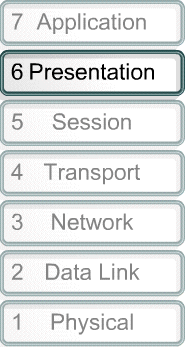 7 Application
6 Presentation
5 Session
4 Transport
3 Network
2 Data Link
1 Physical